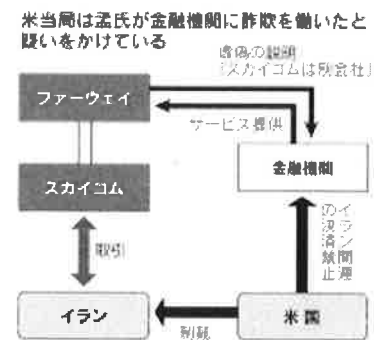 米当局は孟氏が金融機関に詐欺を働いたと
疑いをかけている
虚偽の説明
「スカイコムは別会社」
ファーウェイ
サービス提供
スカイコム
金融機関
取引
イラン
の決済禁止
イラン
制裁
米国